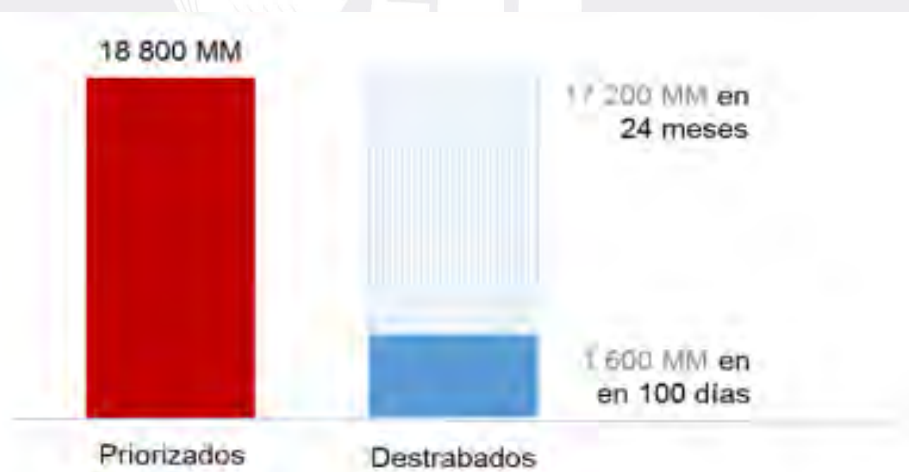 18 800 MM
17 200 MM en
24 meses
1 600 MM en
en 100 días
Priorizados
Destrabados